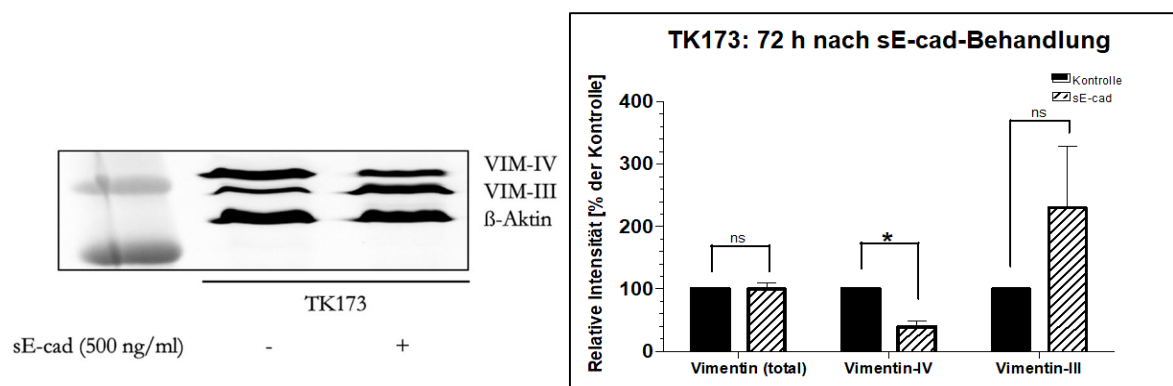 VIM-IV
VIM-III
ß-Aktin
TK173
sE-cad (500 ng/ml) - +
TK173: 72 h nach sE-cad-Behandlung
Kontrolle
sE-cad
Relative Intensität [% der Kontrolle]
400
300
200
100
0
ns
*
ns
Vimentin (total) Vimentin-IV Vimentin-III